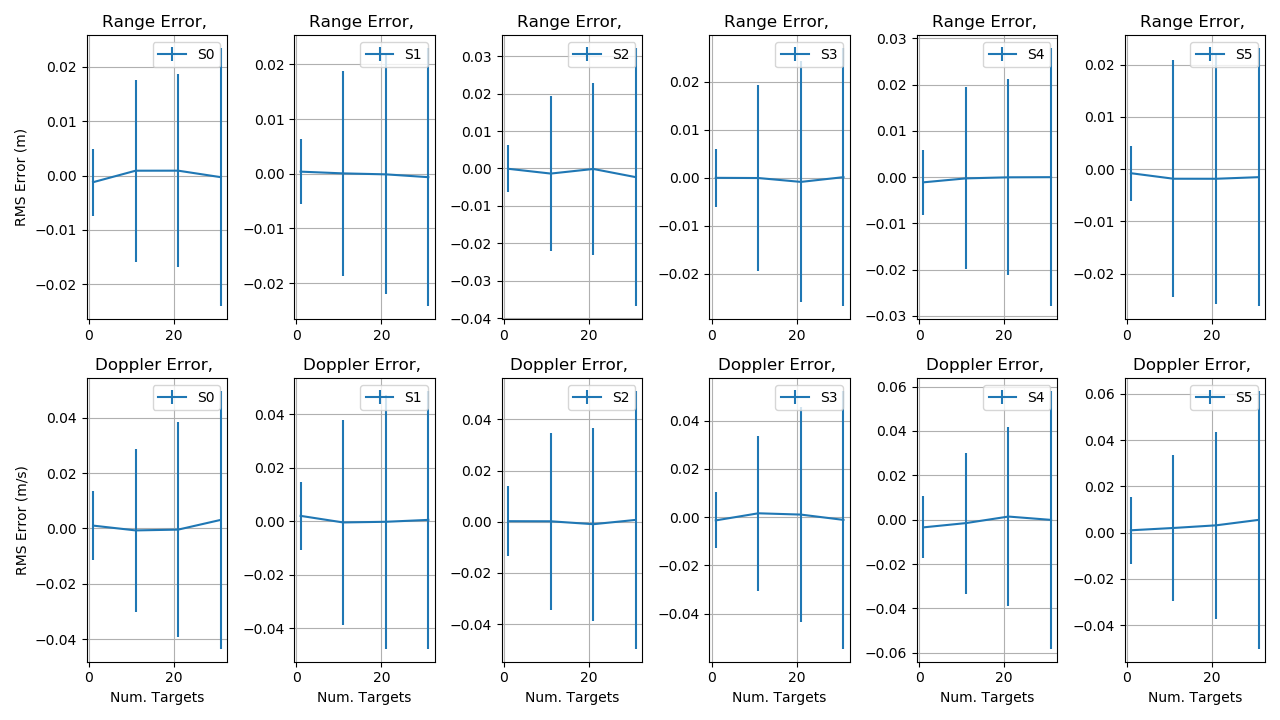 Range Error, Range Error, Range Error, Range Error, Range Error, Range Error,
S0 S1 S2 S3 S4 S5
RMS Error (m)
0.02 0.01 0.00 −0.01 −0.02
0 20
0.02 0.01 0.00 −0.01 −0.02
0 20
0.03 0.02 0.01 0.00 −0.01 −0.02 −0.03 −0.04
0 20
0.02 0.01 0.00 −0.01 −0.02
0 20
0.03 0.02 0.01 0.00 −0.01 −0.02 −0.03
0 20
0.02 0.01 0.00 −0.01 −0.02
0 20
Doppler Error, Doppler Error, Doppler Error, Doppler Error, Doppler Error, Doppler Error,
S0 S1 S2 S3 S4 S5
RMS Error (m/s)
0.04 0.02 0.00 −0.02 −0.04
0 20
0.04 0.02 0.00 −0.02 −0.04
0 20
0.04 0.02 0.00 −0.02 −0.04
0 20
0.04 0.02 0.00 −0.02 −0.04
0 20
0.06 0.04 0.02 0.00 −0.02 −0.04 −0.06
0 20
0.06 0.04 0.02 0.00 −0.02 −0.04
0 20
Num. Targets Num. Targets Num. Targets Num. Targets Num. Targets Num. Targets